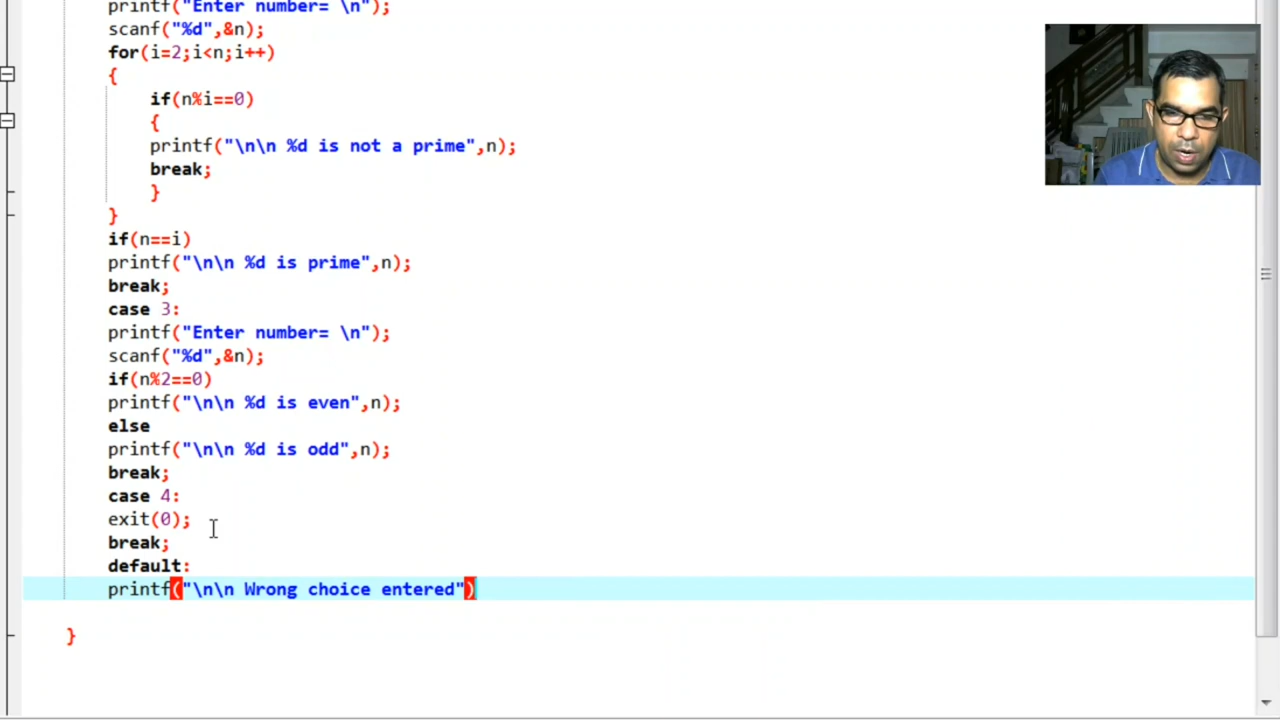 printf("Enter number= \n");
scanf("%d",&n);
for(i=2;i<n;i++)
{
if(n%i==0)
{
printf("\n\n %d is not a prime",n);
break;
}
}
if(n==i)
printf("\n\n %d is prime",n);
break;
case 3:
printf("Enter number= \n");
scanf("%d",&n);
if(n%2==0)
printf("\n\n %d is even",n);
else
printf("\n\n %d is odd",n);
break;
case 4:
exit(0);
break;
default:
printf("\n\n Wrong choice entered")
}